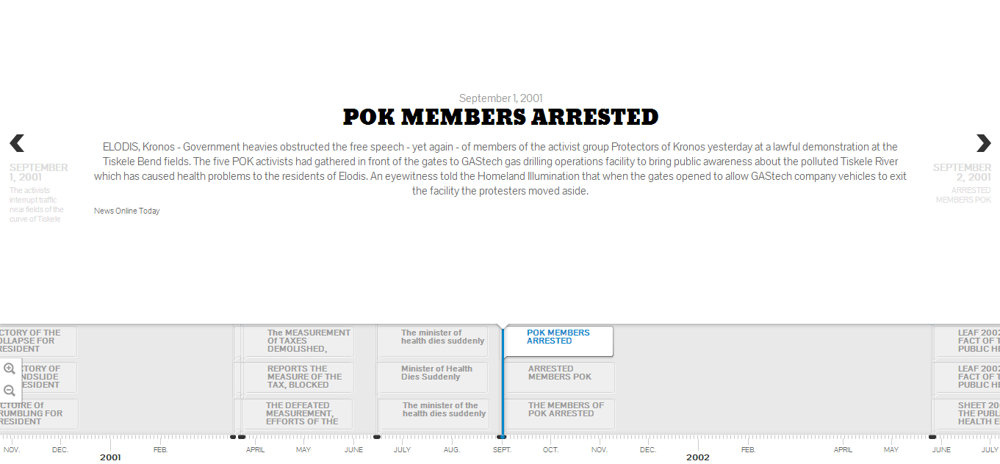 September 1, 2001
POK MEMBERS ARRESTED
ELODIS, Kronos - Government heavies obstructed the free speech - yet again - of members of the activist group Protectors of Kronos yesterday at a lawful demonstration at the
Tiskele Bend fields. The five POK activists had gathered in front of the gates to GAStech gas drilling operations facility to bring public awareness about the polluted Tiskele River
which has caused health problems to the residents of Elodis. An eyewitness told the Homeland Illumination that when the gates opened to allow GAStech company vehicles to exit
the facility the protesters moved aside.
News Online Today
SEPTEMBER
1, 2001
The activists
interrupt traffic
near fields of the
curve of Tiskele
SEPTEMBER
2, 2001
ARRESTED
MEMBERS POK
CTORY OF THE
OLLAPSE FOR
RESIDENT
CTORY OF
NDSLIDE
ESIDENT
CTOIRE Of
RUMBLING FOR
RESIDENT
The MEASUREMENT
Of TAXES
DEMOLISHED,
REPORTS THE
MEASURE OF THE
TAX, BLOCKED
THE DEFEATED
MEASUREMENT,
EFFORTS OF THE
The minister of
health dies suddenly
Minister of Health
Dies Suddenly
The minister of the
health dies suddenly
POK MEMBERS
ARRESTED
ARRESTED
MEMBERS POK
THE MEMBERS OF
POK ARRESTED
LEAF 2002
FACT OF T
PUBLIC HE
LEAF 2002
FACT OF T
PUBLIC HE
SHEET 20
THE PUBL
HEALTH E
NOV. DEC. FEB. APRIL MAY JUNE JULY AUG. SEPT. OCT. NOV. DEC. FEB. APRIL MAY JUNE JULY
2001 2002